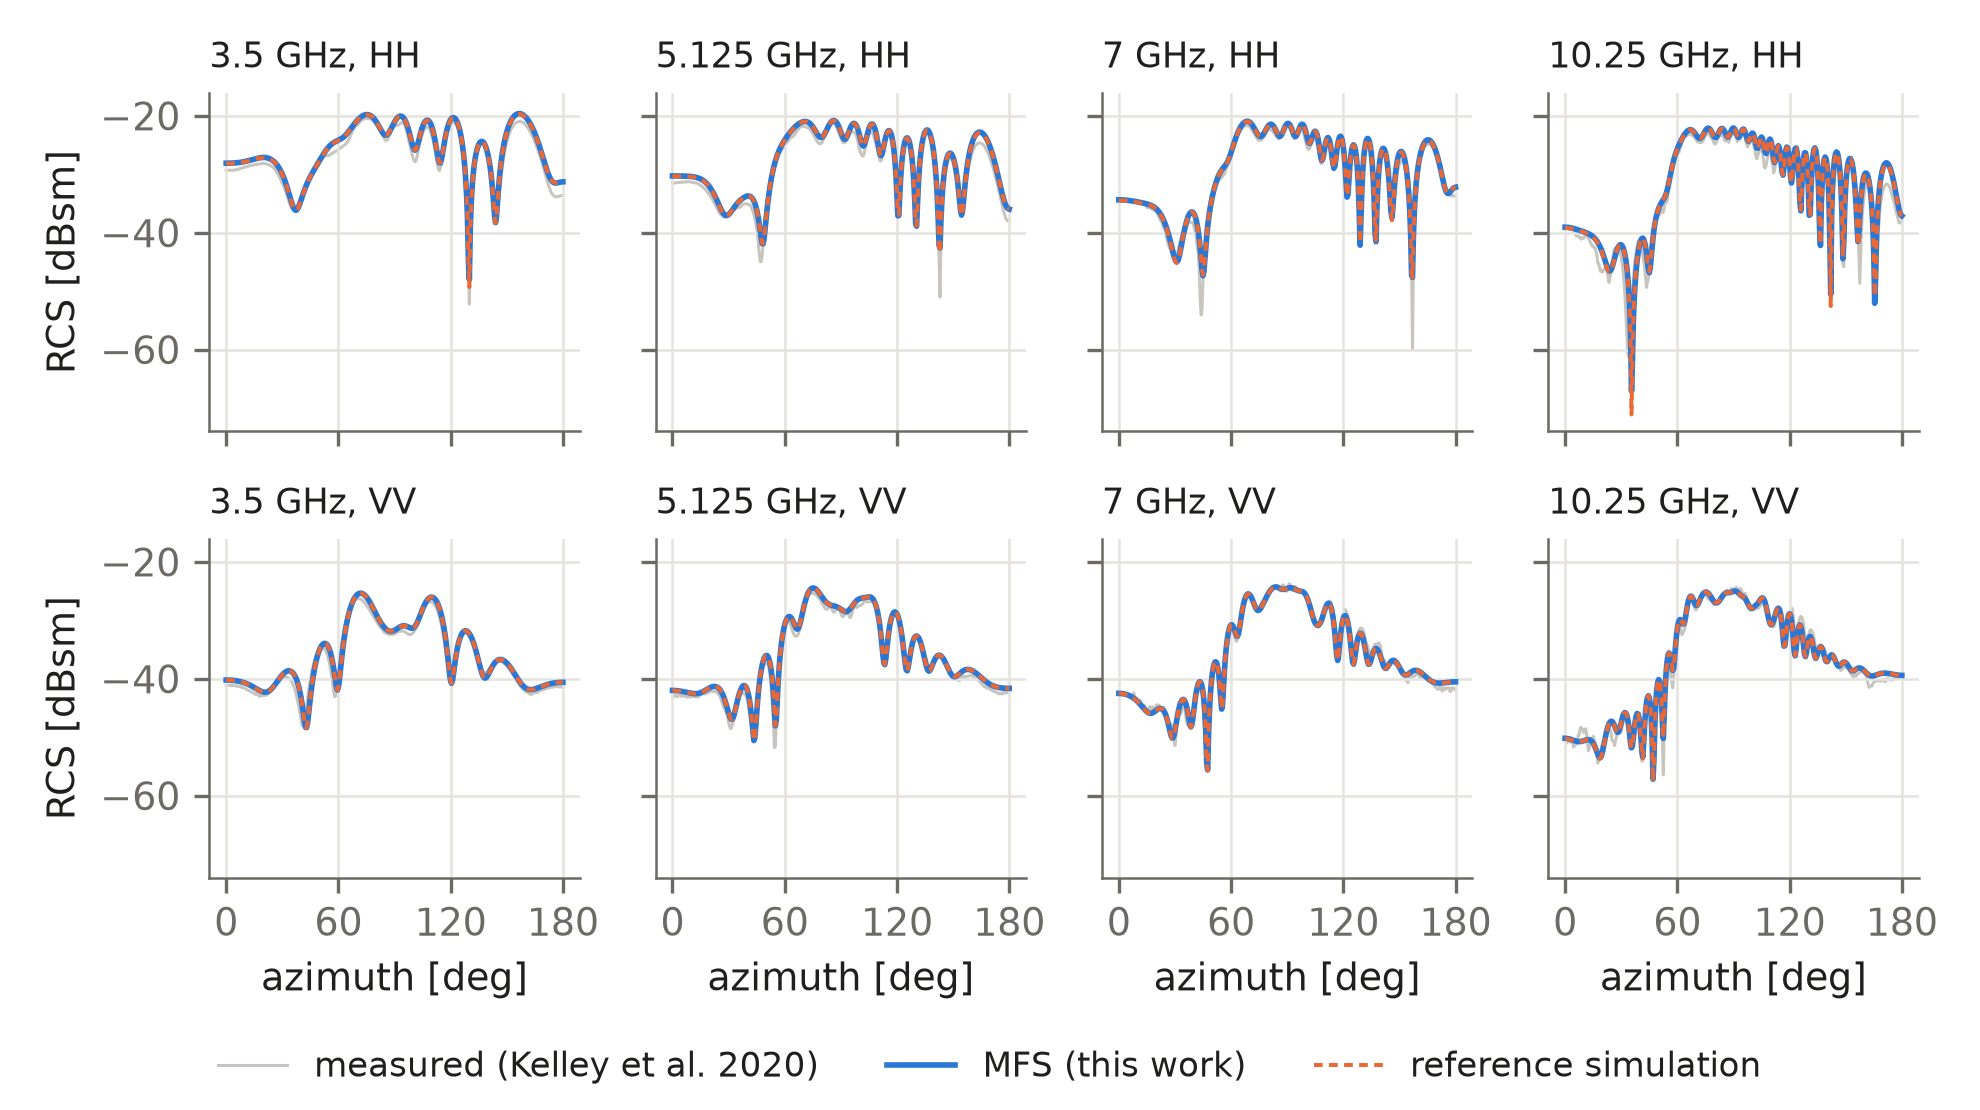 3.5 GHz, HH
5.125 GHz, HH
7 GHz, HH
10.25 GHz, HH
−20
−40
−60
RCS [dBsm]
3.5 GHz, VV
5.125 GHz, VV
7 GHz, VV
10.25 GHz, VV
−20
−40
−60
RCS [dBsm]
0 60 120 180
0 60 120 180
0 60 120 180
0 60 120 180
azimuth [deg]
azimuth [deg]
azimuth [deg]
azimuth [deg]
measured (Kelley et al. 2020)
MFS (this work)
reference simulation